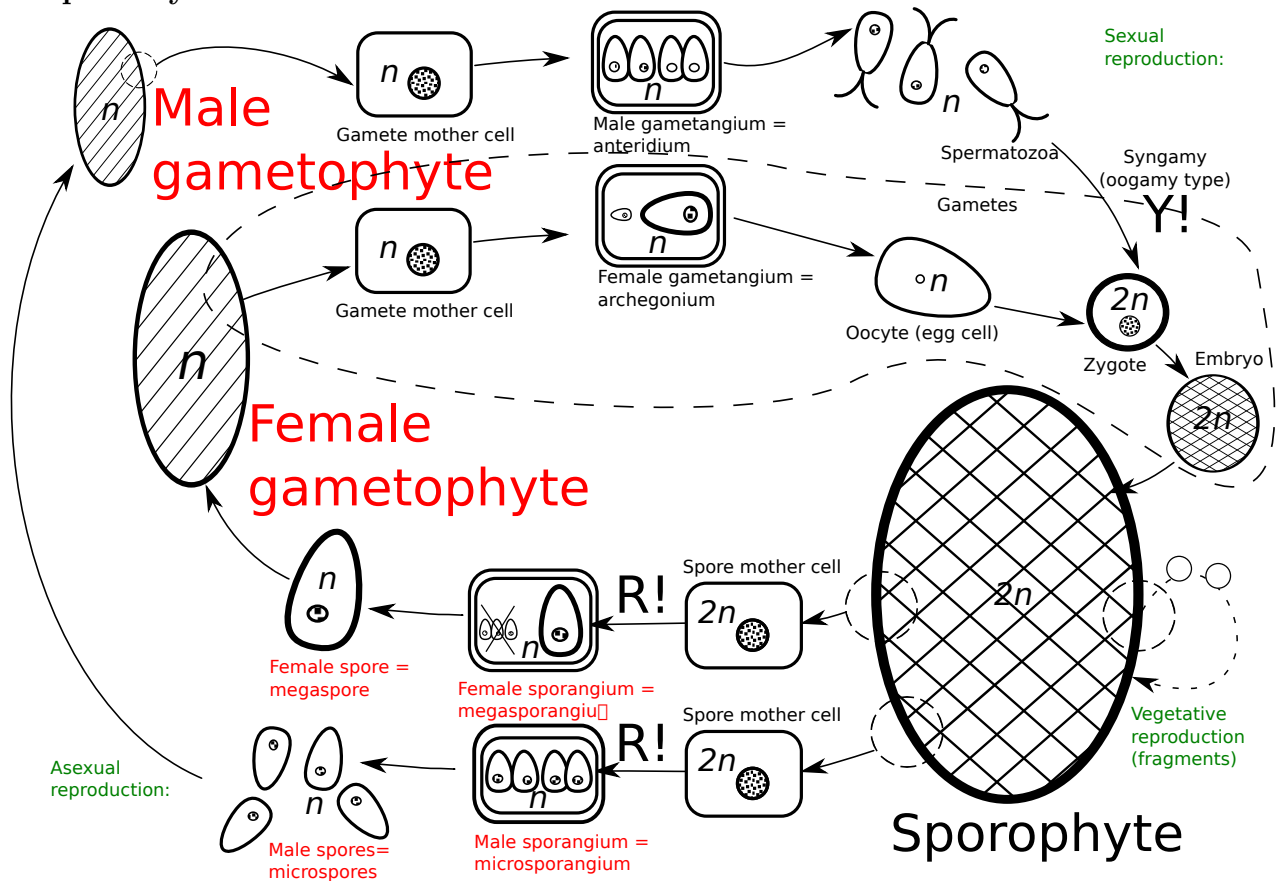 n
Male
gametophyte
n
Gamete mother cell
n
Male gametangium =
anteridium
n
Spermatozoa
Sexual
reproduction:
Syngamy
(oogamy type)
Y!
Gametes
n
Gamete mother cell
n
Female gametangium =
archegonium
n
Oocyte (egg cell)
2n
Zygote
Embryo
2n
n
Female
gametophyte
n
Female spore =
megaspore
n
Female sporangium =
megasporangiu▯
R!
Spore mother cell
2n
2n
Vegetative
reproduction
(fragments)
Sporophyte
Spore mother cell
2n
R!
n
Male sporangium =
microsporangium
n
Male spores=
microspores
Asexual
reproduction: